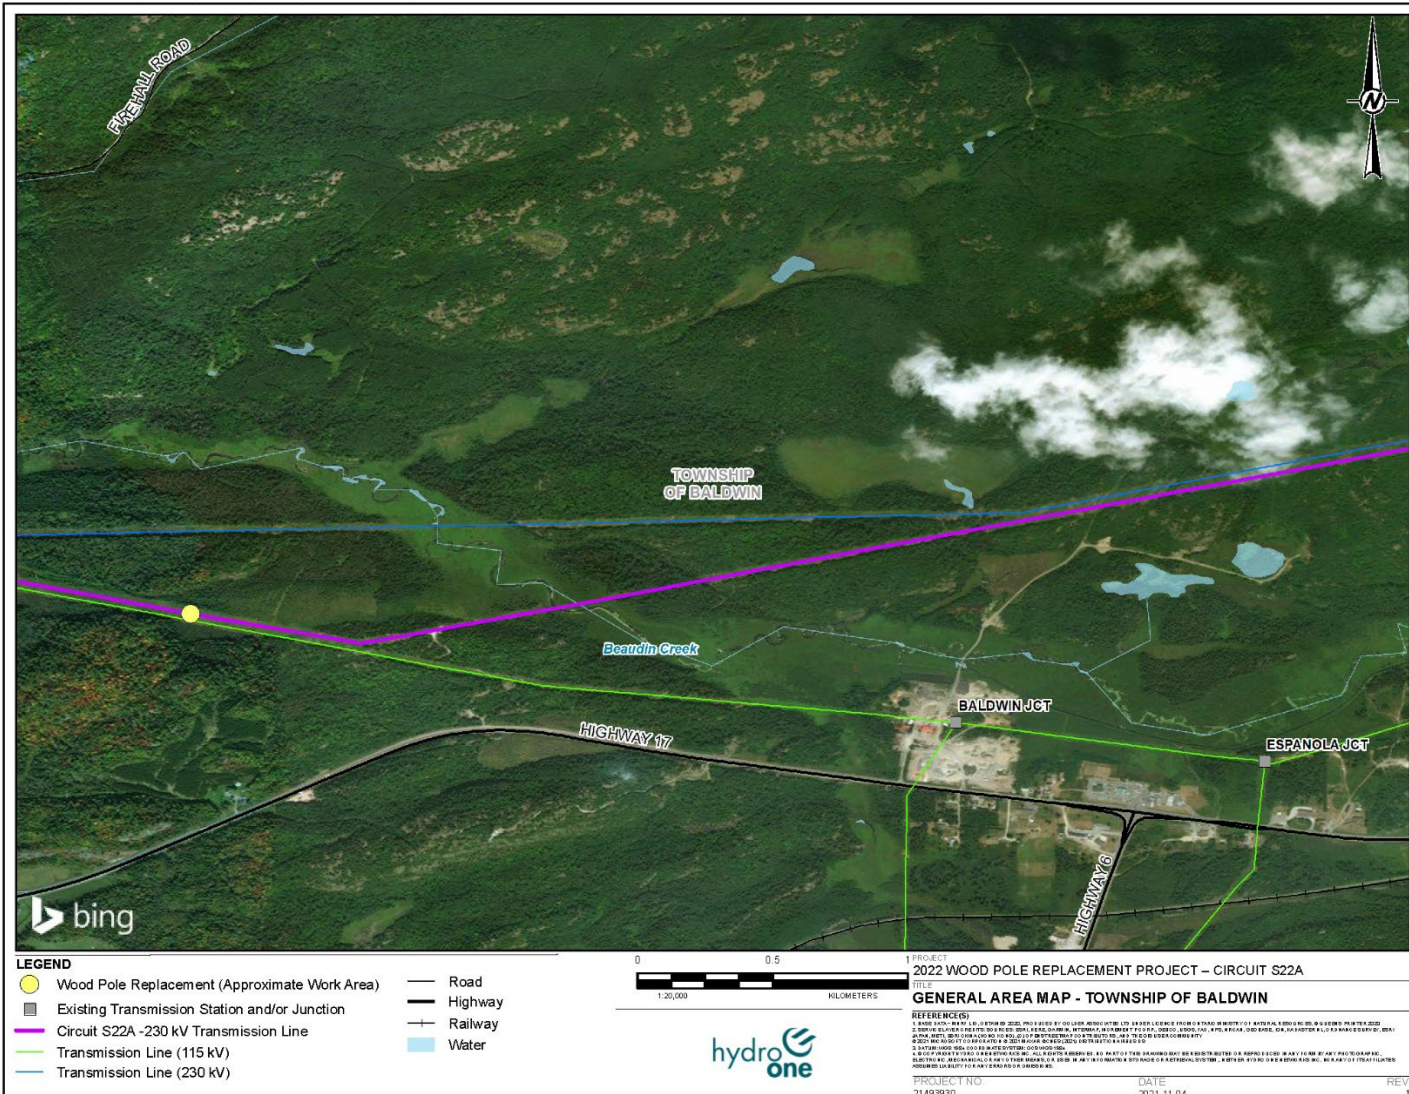 FIREHALL ROAD
N
TOWNSHIP
OF BALDWIN
Beaudin Creek
BALDWIN JCT
ESPANOLA JCT
HIGHWAY 17
HIGHWAY 6
bing
LEGEND
Wood Pole Replacement (Approximate Work Area)
Existing Transmission Station and/or Junction
Circuit S22A -230 kV Transmission Line
Transmission Line (115 kV)
Transmission Line (230 kV)
Road
Highway
Railway
Water
0 0.5 1
1:20,000 KILOMETERS
hydro
one
PROJECT
2022 WOOD POLE REPLACEMENT PROJECT – CIRCUIT S22A
TITLE
GENERAL AREA MAP - TOWNSHIP OF BALDWIN
REFERENCE(S)
PROJECT NO. DATE REV